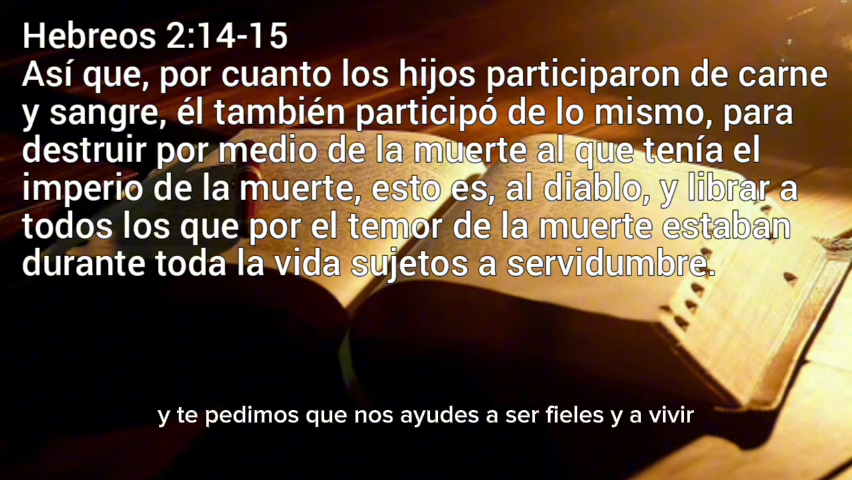 Hebreos 2:14-15
Así que, por cuanto los hijos participaron de carne
y sangre, él también participó de lo mismo, para
destruir por medio de la muerte al que tenía el
imperio de la muerte, esto es, al diablo, y librar a
todos los que por el temor de la muerte estaban
durante toda la vida sujetos a servidumbre.
y te pedimos que nos ayudes a ser fieles y a vivir